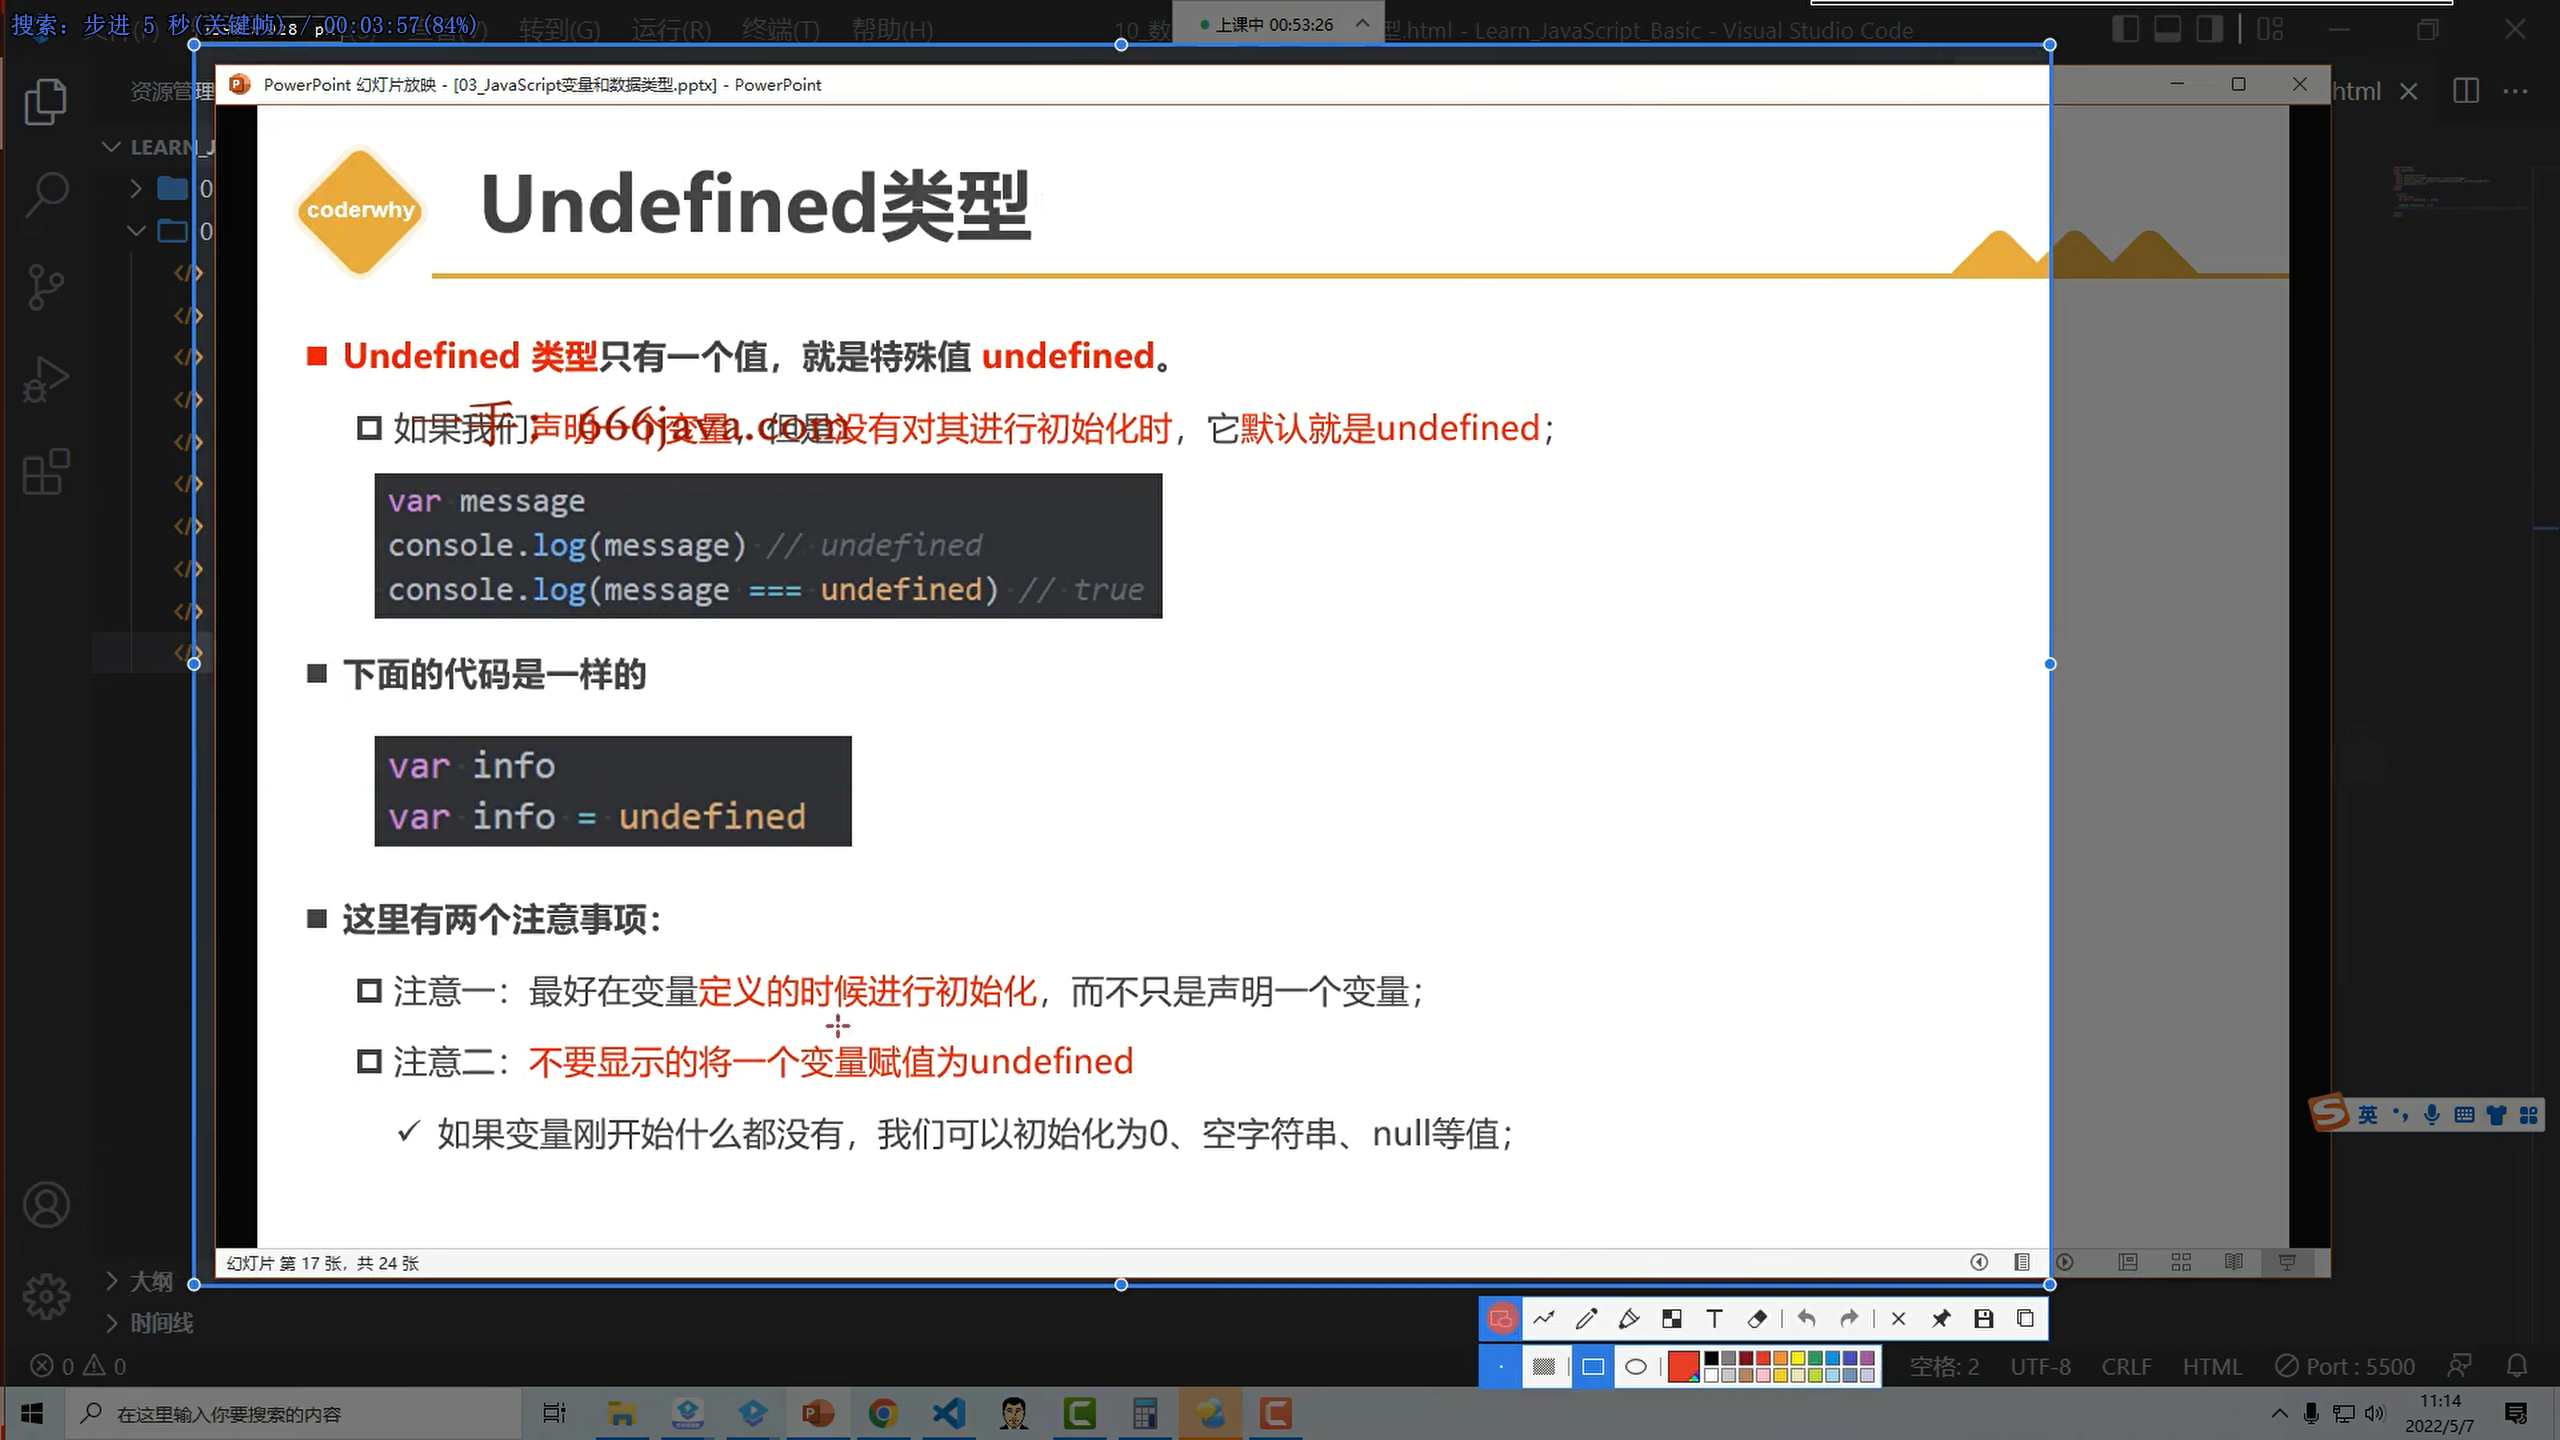 搜索：步进 5 秒(关键帧) / 00:03:57(84%)
转到(G) 运行(R) 终端(T) 帮助(H)
上课中 00:53:26
型.html - Learn_JavaScript_Basic - Visual Studio Code
资源管理
PowerPoint 幻灯片放映 - [03_JavaScript变量和数据类型.pptx] - PowerPoint
html
LEARN_J
0
0
coderwhy
Undefined类型
Undefined 类型只有一个值，就是特殊值 undefined。
如果我们声明一个变量，但是没有对其进行初始化时，它默认就是undefined；
一手：666java.com
var message
console.log(message) // undefined
console.log(message === undefined) // true
下面的代码是一样的
var info
var info = undefined
这里有两个注意事项：
注意一：最好在变量定义的时候进行初始化，而不只是声明一个变量；
注意二：不要显示的将一个变量赋值为undefined
如果变量刚开始什么都没有，我们可以初始化为0、空字符串、null等值；
英
幻灯片 第 17 张，共 24 张
大纲
时间线
0 0
空格: 2 UTF-8 CRLF HTML Port : 5500
在这里输入你要搜索的内容
11:14
2022/5/7